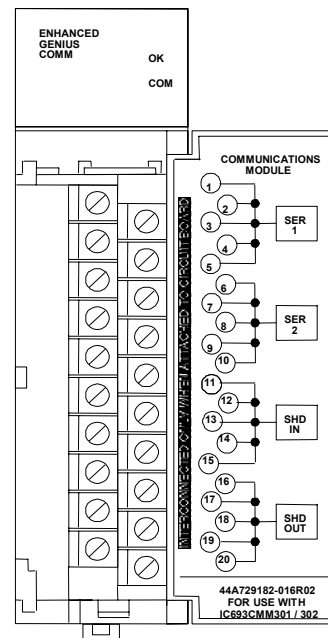 ENHANCED
GENIUS
COMM
OK
COM
COMMUNICATIONS
MODULE
1
2
3
4
5
SER
1
6
7
8
9
10
SER
2
11
12
13
14
15
SHD
IN
16
17
18
19
20
SHD
OUT
INTERCONNECTED ONLY WHEN ATTACHED TO CIRCUIT BOARD
44A729182-016R02
FOR USE WITH
IC693CMM301 / 302